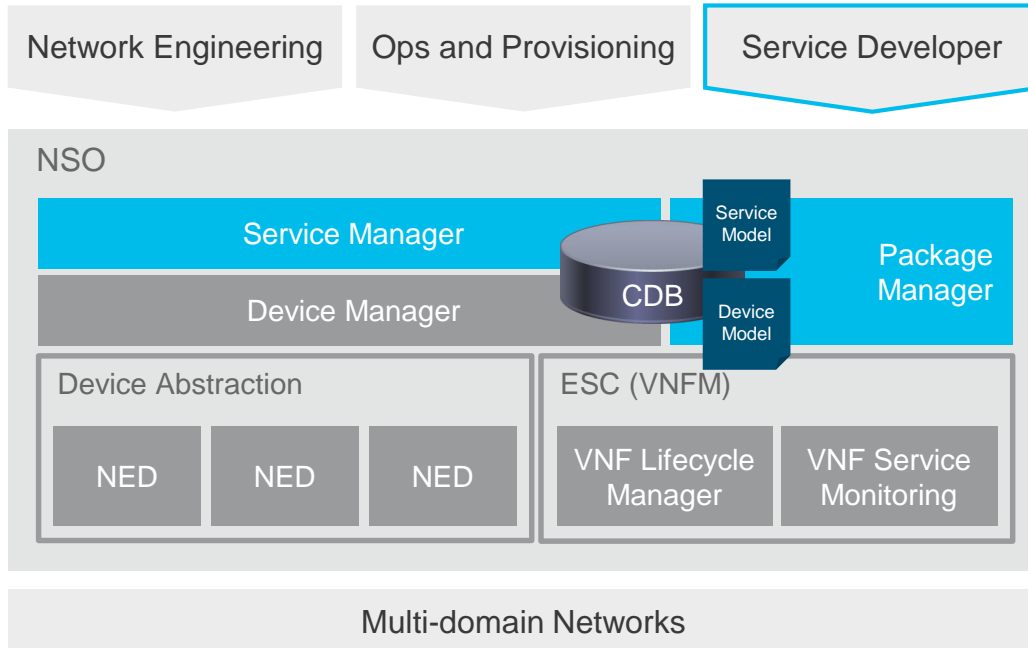 Network Engineering
Ops and Provisioning
Service Developer
NSO
Service Manager
Service
Model
Package
Manager
CDB
Device Manager
Device
Model
Device Abstraction
ESC (VNFM)
NED
NED
NED
VNF Lifecycle
Manager
VNF Service
Monitoring
Multi-domain Networks